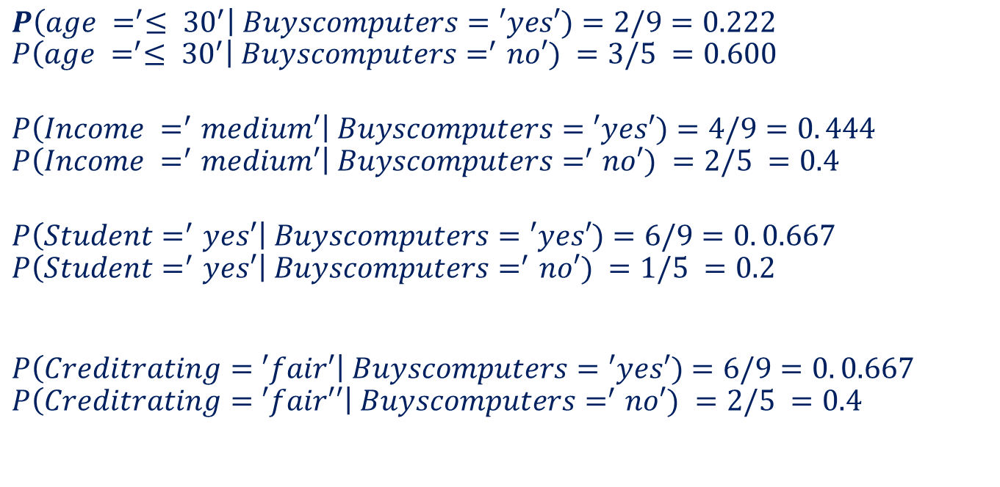 P(age =′≤ 30′| Buyscomputers = ′yes′) = 2/9 = 0.222
P(age =′≤ 30′| Buyscomputers =′ no′) = 3/5 = 0.600
P(Income =′ medium′| Buyscomputers = ′yes′) = 4/9 = 0.444
P(Income =′ medium′| Buyscomputers =′ no′) = 2/5 = 0.4
P(Student =′ yes′| Buyscomputers = ′yes′) = 6/9 = 0.0.667
P(Student =′ yes′| Buyscomputers =′ no′) = 1/5 = 0.2
P(Creditrating = ′fair′| Buyscomputers = ′yes′) = 6/9 = 0.0.667
P(Creditrating = ′fair′′| Buyscomputers =′ no′) = 2/5 = 0.4